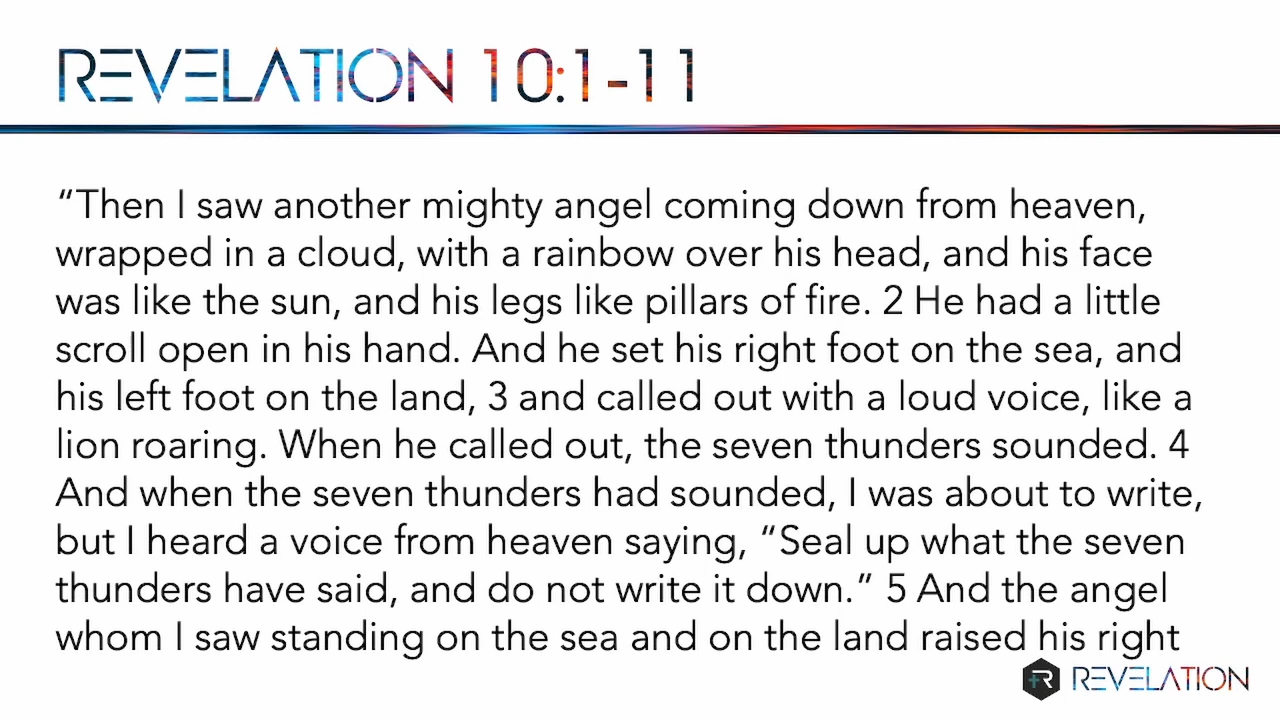 REVELATION 10:1-11
“Then I saw another mighty angel coming down from heaven,
wrapped in a cloud, with a rainbow over his head, and his face
was like the sun, and his legs like pillars of fire. 2 He had a little
scroll open in his hand. And he set his right foot on the sea, and
his left foot on the land, 3 and called out with a loud voice, like a
lion roaring. When he called out, the seven thunders sounded. 4
And when the seven thunders had sounded, I was about to write,
but I heard a voice from heaven saying, “Seal up what the seven
thunders have said, and do not write it down.” 5 And the angel
whom I saw standing on the sea and on the land raised his right
R REVELATION